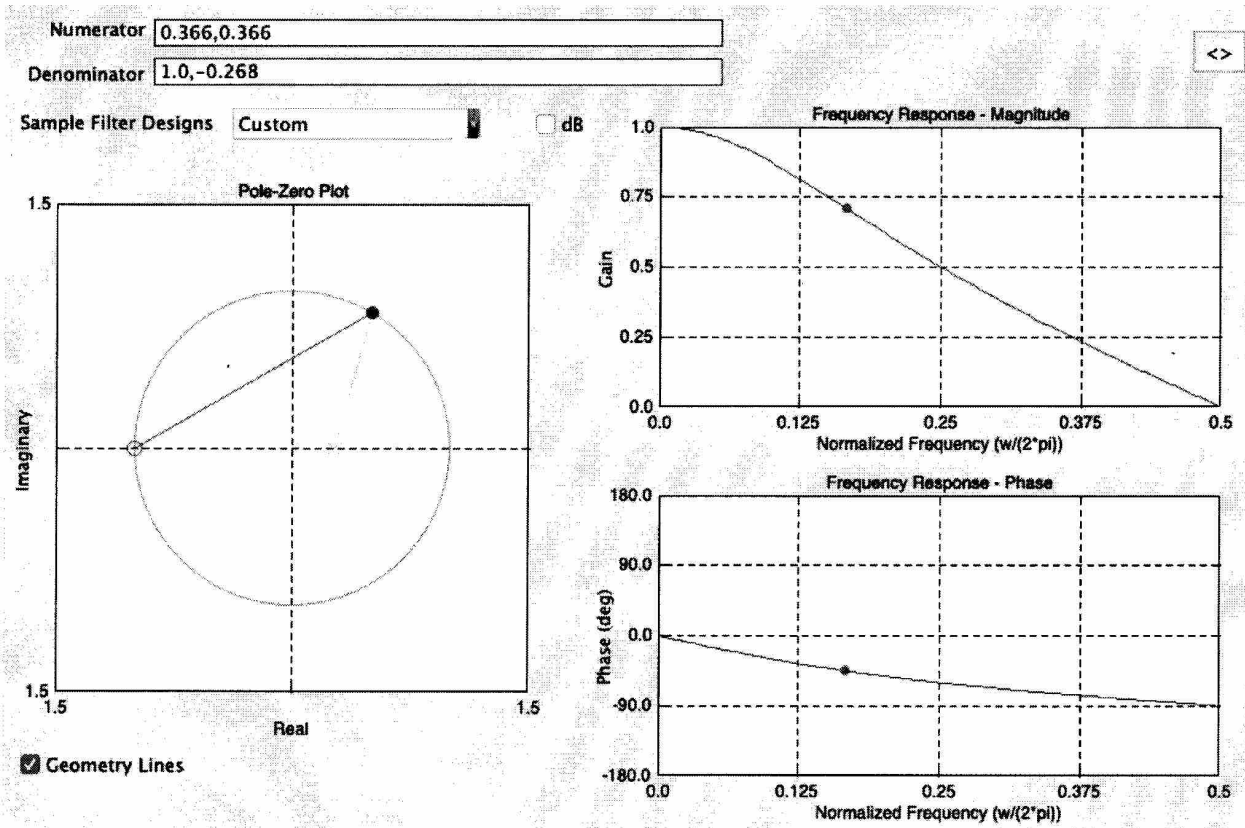 Numerator 0.366,0.366
<>
Denominator 1.0,-0.268
Sample Filter Designs Custom dB
Frequency Response - Magnitude
1.0
0.75
0.5
0.25
0.0
Gain
0.0 0.125 0.25 0.375 0.5
Normalized Frequency (w/(2*pi))
Pole-Zero Plot
1.5
Imaginary
1.5
1.5 1.5
Real
Geometry Lines
Frequency Response - Phase
180.0
90.0
0.0
-90.0
-180.0
Phase (deg)
0.0 0.125 0.25 0.375 0.5
Normalized Frequency (w/(2*pi))